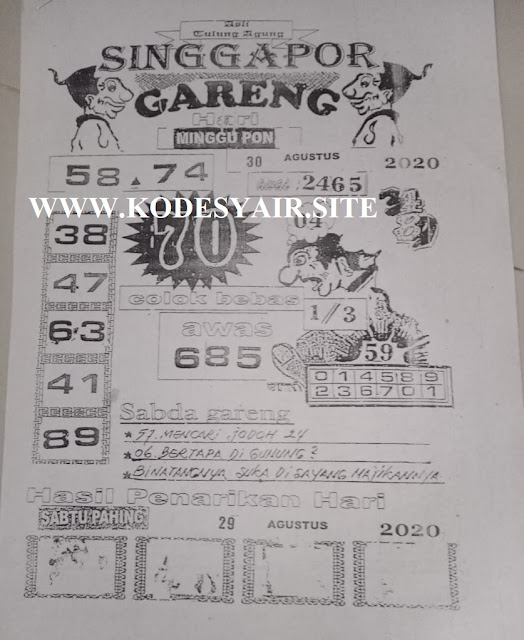 Asli
Tulung Agung
SINGGAPOR
GARENG
Hari
MINGGU PON
30 AGUSTUS 2020
58 74
2465
WWW.KODESYAIR.SITE
38
70
04
47
colok bebas
1/3
63
awas
685
59
41
0 1 4 5 8 9
2 3 6 7 0 1
89
Sabda gareng
* 57. MENCARI JODOH 24
* 06. BERTAPA DI GUNUNG?
* BINATANGNYA SUKA DI SAYANG MAJIKANNYA
Hasil Penarikan Hari
SABTU PAHING
29 AGUSTUS 2020